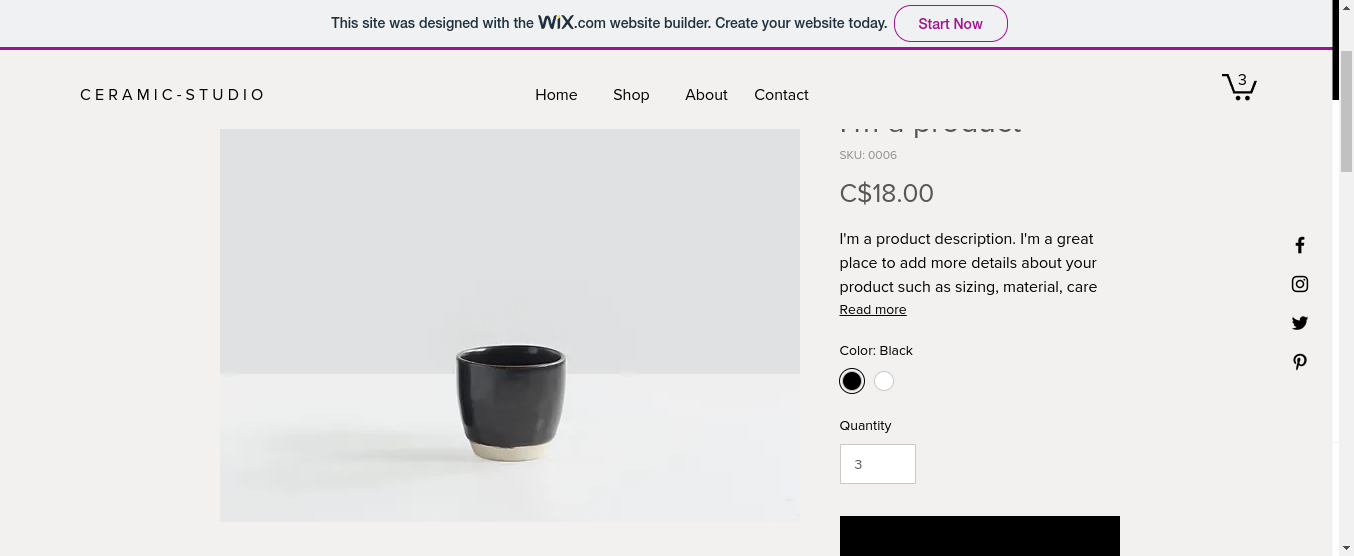 This site was designed with the WiX.com website builder. Create your website today.
Start Now
CERAMIC-STUDIO
Home
Shop
About
Contact
3
I'm a product
SKU: 0006
C$18.00
I'm a product description. I'm a great
place to add more details about your
product such as sizing, material, care
Read more
Color: Black
Quantity
3